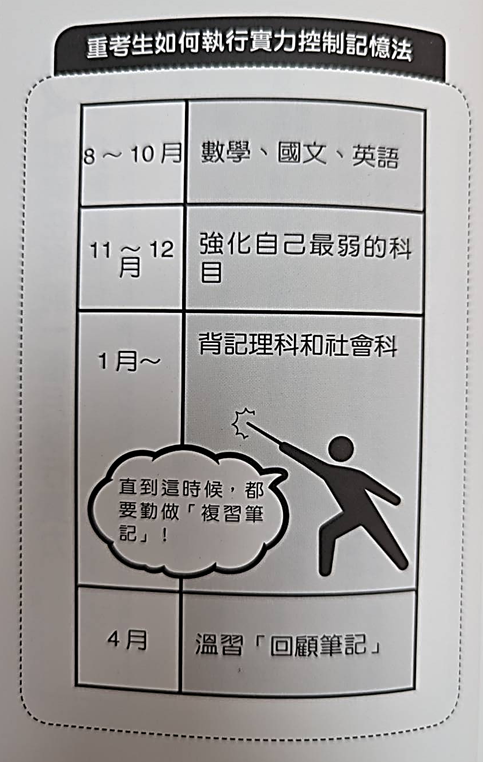 重考生如何執行實力控制記憶法
8～10月
數學、國文、英語
11～12
月
強化自己最弱的科
目
1月～
背記理科和社會科
直到這時候，都
要勤做「複習筆
記」！
4月
溫習「回顧筆記」